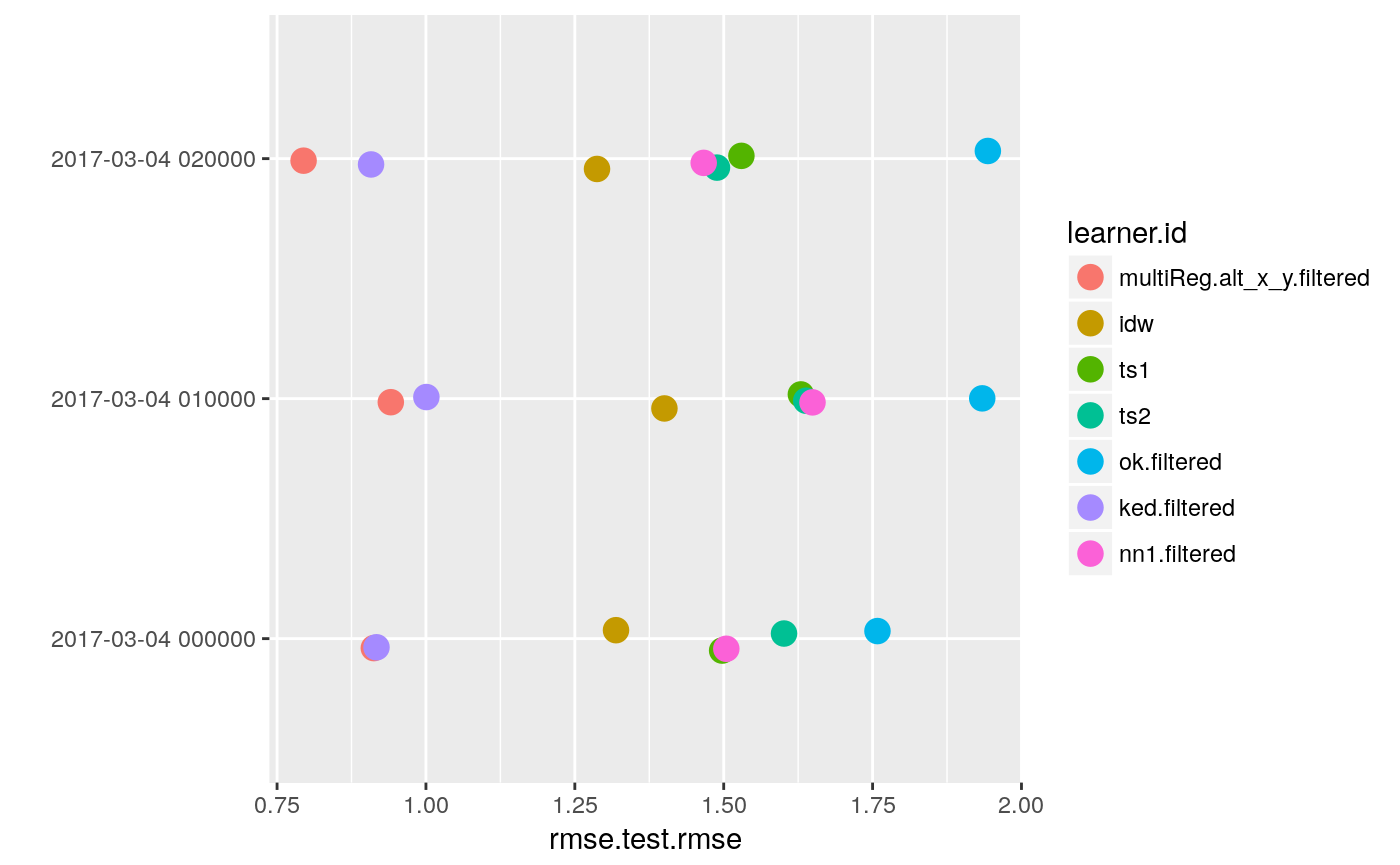 2017-03-04 020000
2017-03-04 010000
2017-03-04 000000
0.75 1.00 1.25 1.50 1.75 2.00
rmse.test.rmse
learner.id
multiReg.alt_x_y.filtered
idw
ts1
ts2
ok.filtered
ked.filtered
nn1.filtered